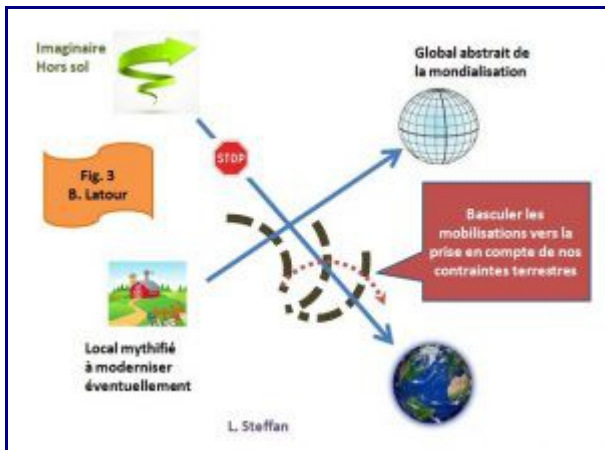 Imaginaire
Hors sol
Global abstrait de
la mondialisation
STOP
Fig. 3
B. Latour
Basculer les
mobilisations vers la
prise en compte de nos
contraintes terrestres
Local mythifié
à moderniser
éventuellement
L. Steffan